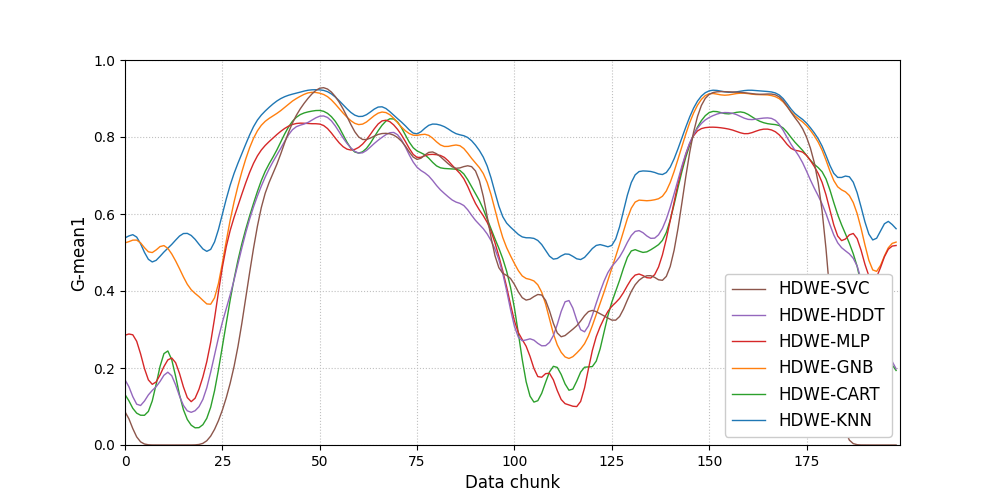 1.0
0.8
0.6
0.4
0.2
0.0
G-mean1
0 25 50 75 100 125 150 175
Data chunk
HDWE-SVC
HDWE-HDDT
HDWE-MLP
HDWE-GNB
HDWE-CART
HDWE-KNN